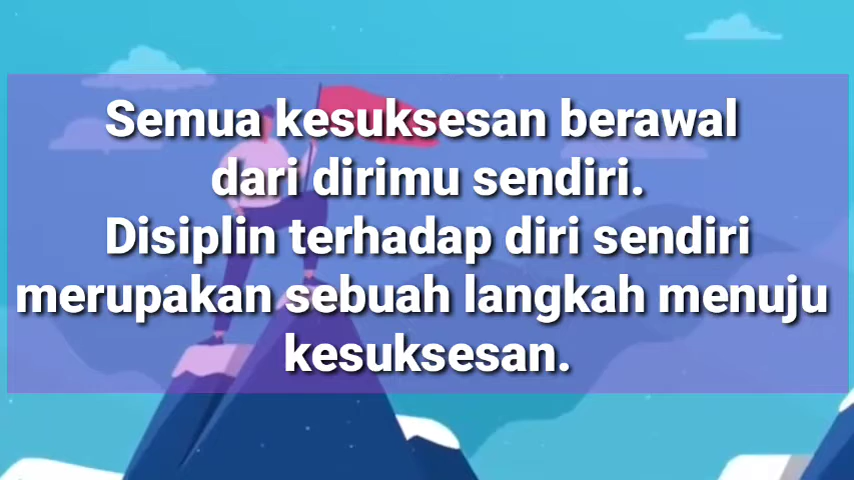 Semua kesuksesan berawal
dari dirimu sendiri.
Disiplin terhadap diri sendiri
merupakan sebuah langkah menuju
kesuksesan.